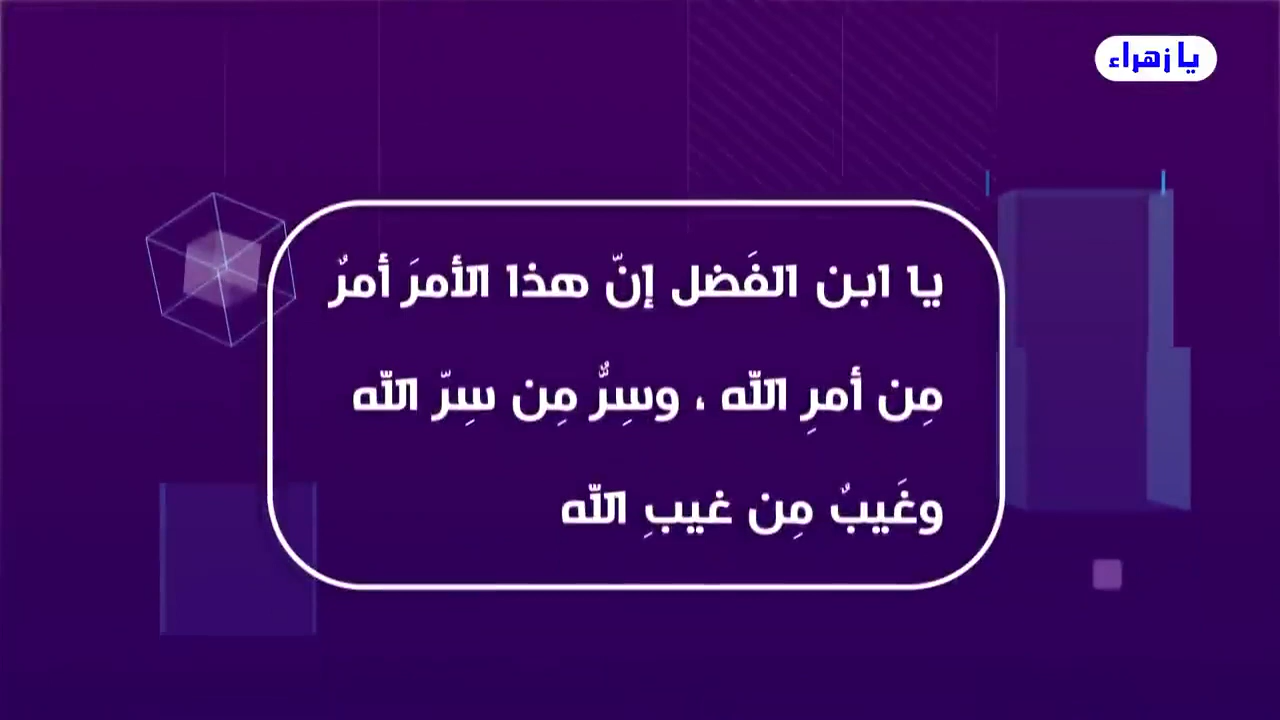 يا زهراء
يا ابن الفَضل إنّ هذا الأمرَ أمرٌ
مِن أمرِ اللّه ، وسِرٌّ مِن سِرّ اللّه
وغَيبٌ مِن غيبِ اللّه